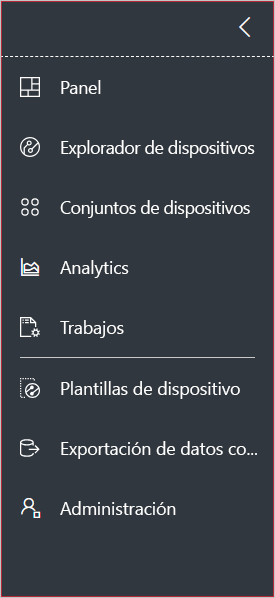 Panel
Explorador de dispositivos
Conjuntos de dispositivos
Analytics
Trabajos
Plantillas de dispositivo
Exportación de datos co...
Administración